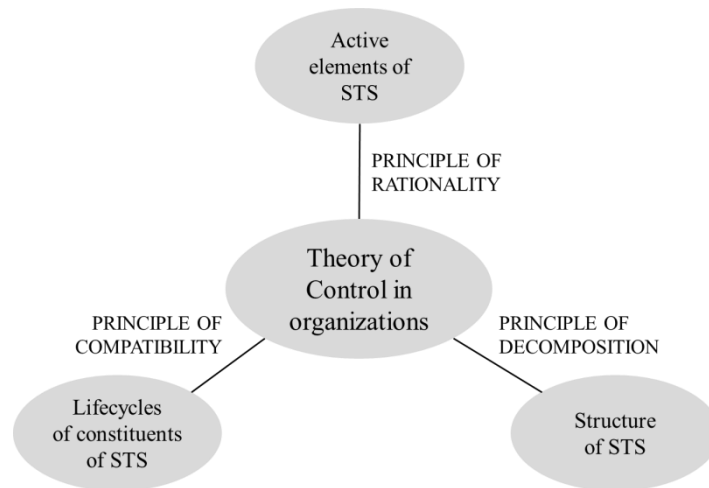 Active
elements of
STS
PRINCIPLE OF
RATIONALITY
Theory of
Control in
organizations
PRINCIPLE OF
COMPATIBILITY
PRINCIPLE OF
DECOMPOSITION
Lifecycles
of constituents
of STS
Structure
of STS